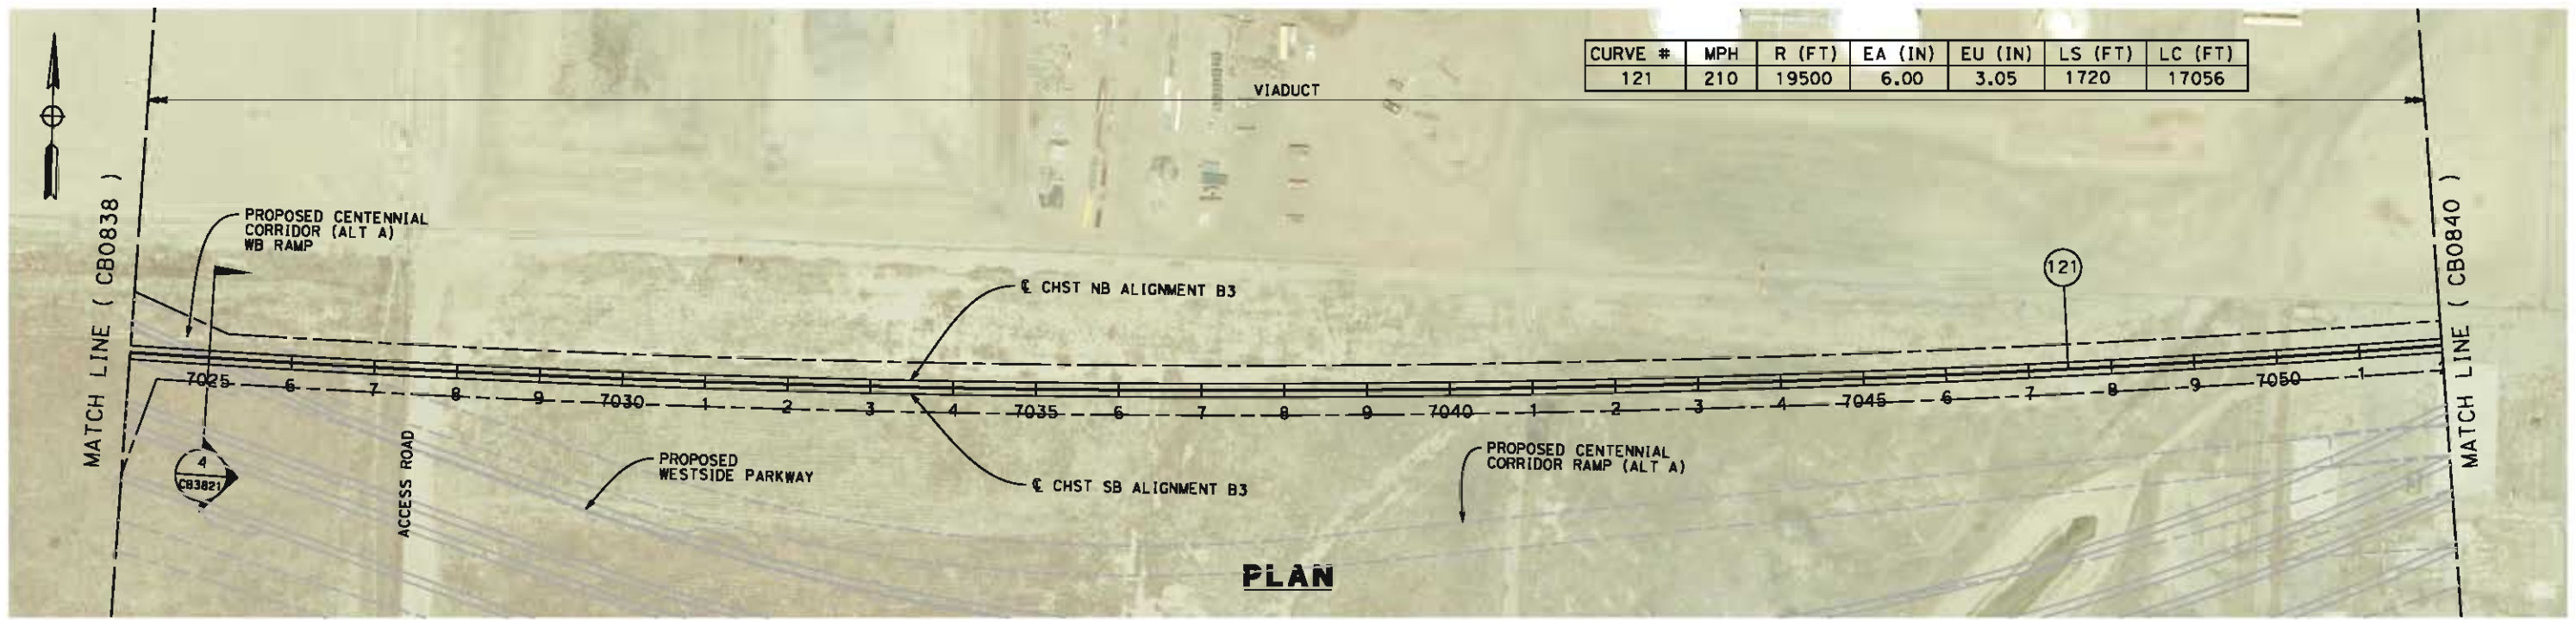 CURVE # MPH R (FT) EA (IN) EU (IN) LS (FT) LC (FT)
121 210 19500 6.00 3.05 1720 17056
VIADUCT
MATCH LINE ( CB0838 )
PROPOSED CENTENNIAL
CORRIDOR (ALT A)
WB RAMP
℄ CHST NB ALIGNMENT B3
121
MATCH LINE ( CB0840 )
7025 6 7 8 9 7030 1 2 3 4 7035 6 7 8 9 7040 1 2 3 4 7045 6 7 8 9 7050 1
4
CB3821
ACCESS ROAD
PROPOSED
WESTSIDE PARKWAY
℄ CHST SB ALIGNMENT B3
PROPOSED CENTENNIAL
CORRIDOR RAMP (ALT A)
PLAN